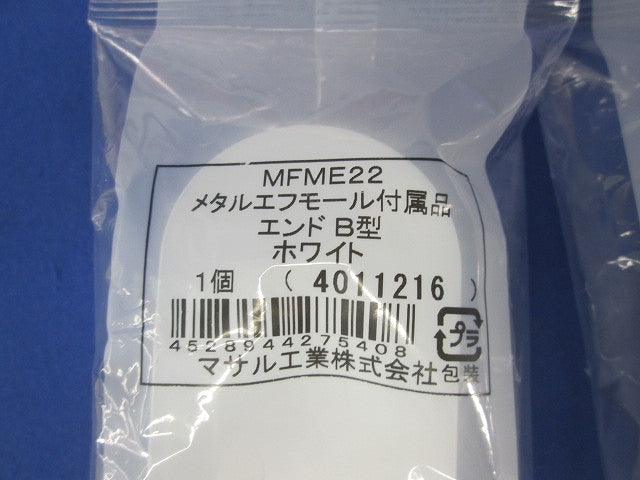 MFME22
メタルエフモール付属品
エンド B型
ホワイト
1個 ( 4011216 )
4528944275408
プラ
マサル工業株式会社 包装